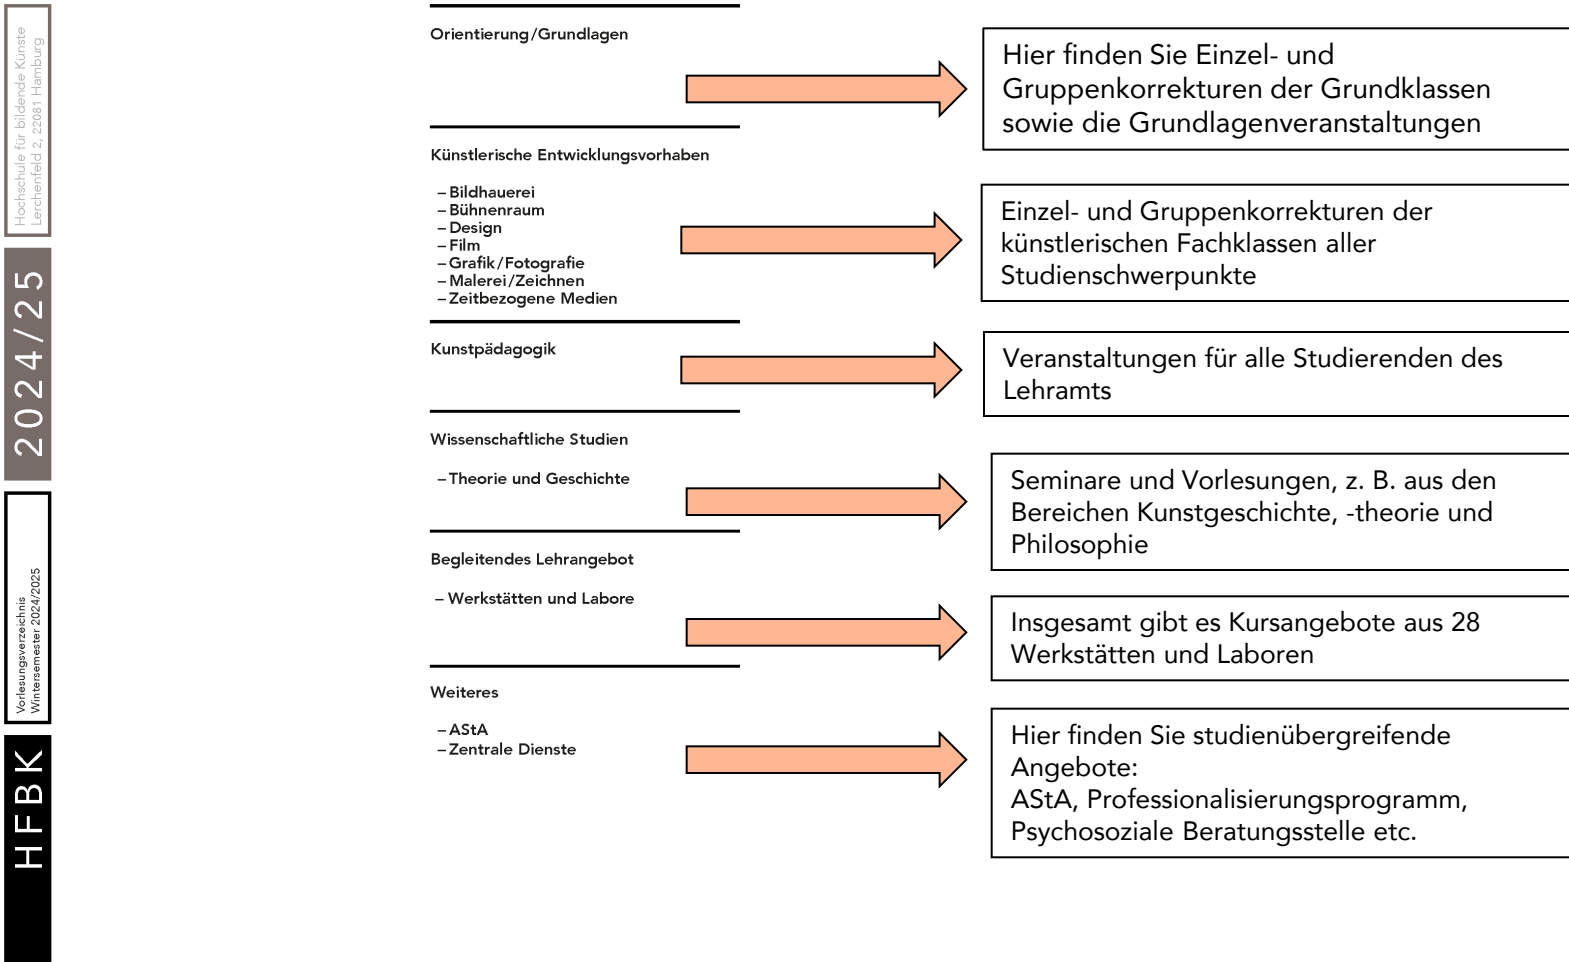 Hochschule für bildende Künste
Lerchenfeld 2, 22081 Hamburg
2024/25
Vorlesungsverzeichnis
Wintersemester 2024/2025
HFBK
Orientierung/Grundlagen
Hier finden Sie Einzel- und
Gruppenkorrekturen der Grundklassen
sowie die Grundlagenveranstaltungen
Künstlerische Entwicklungsvorhaben
– Bildhauerei
– Bühnenraum
– Design
– Film
– Grafik/Fotografie
– Malerei/Zeichnen
– Zeitbezogene Medien
Einzel- und Gruppenkorrekturen der
künstlerischen Fachklassen aller
Studienschwerpunkte
Kunstpädagogik
Veranstaltungen für alle Studierenden des
Lehramts
Wissenschaftliche Studien
– Theorie und Geschichte
Seminare und Vorlesungen, z. B. aus den
Bereichen Kunstgeschichte, -theorie und
Philosophie
Begleitendes Lehrangebot
– Werkstätten und Labore
Insgesamt gibt es Kursangebote aus 28
Werkstätten und Laboren
Weiteres
– AStA
– Zentrale Dienste
Hier finden Sie studienübergreifende
Angebote:
AStA, Professionalisierungsprogramm,
Psychosoziale Beratungsstelle etc.